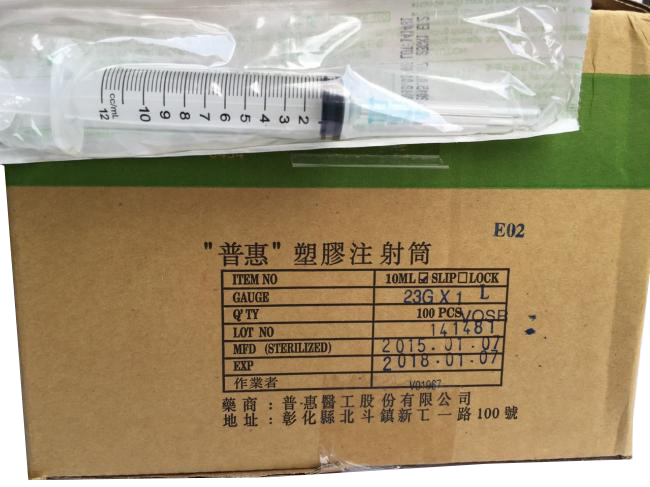 2 3 4 5 6 7 8 9 10 12 cc/mL
E02
"普惠" 塑膠注射筒
ITEM NO 10ML ☑ SLIP ☐ LOCK
GAUGE 23G X 1 L
Q'TY 100 PCS VOSB
LOT NO 141481
MFD (STERILIZED) 2015.01.07
EXP 2018.01.07
作業者 V01967
藥商：普惠醫工股份有限公司
地址：彰化縣北斗鎮新工一路100號